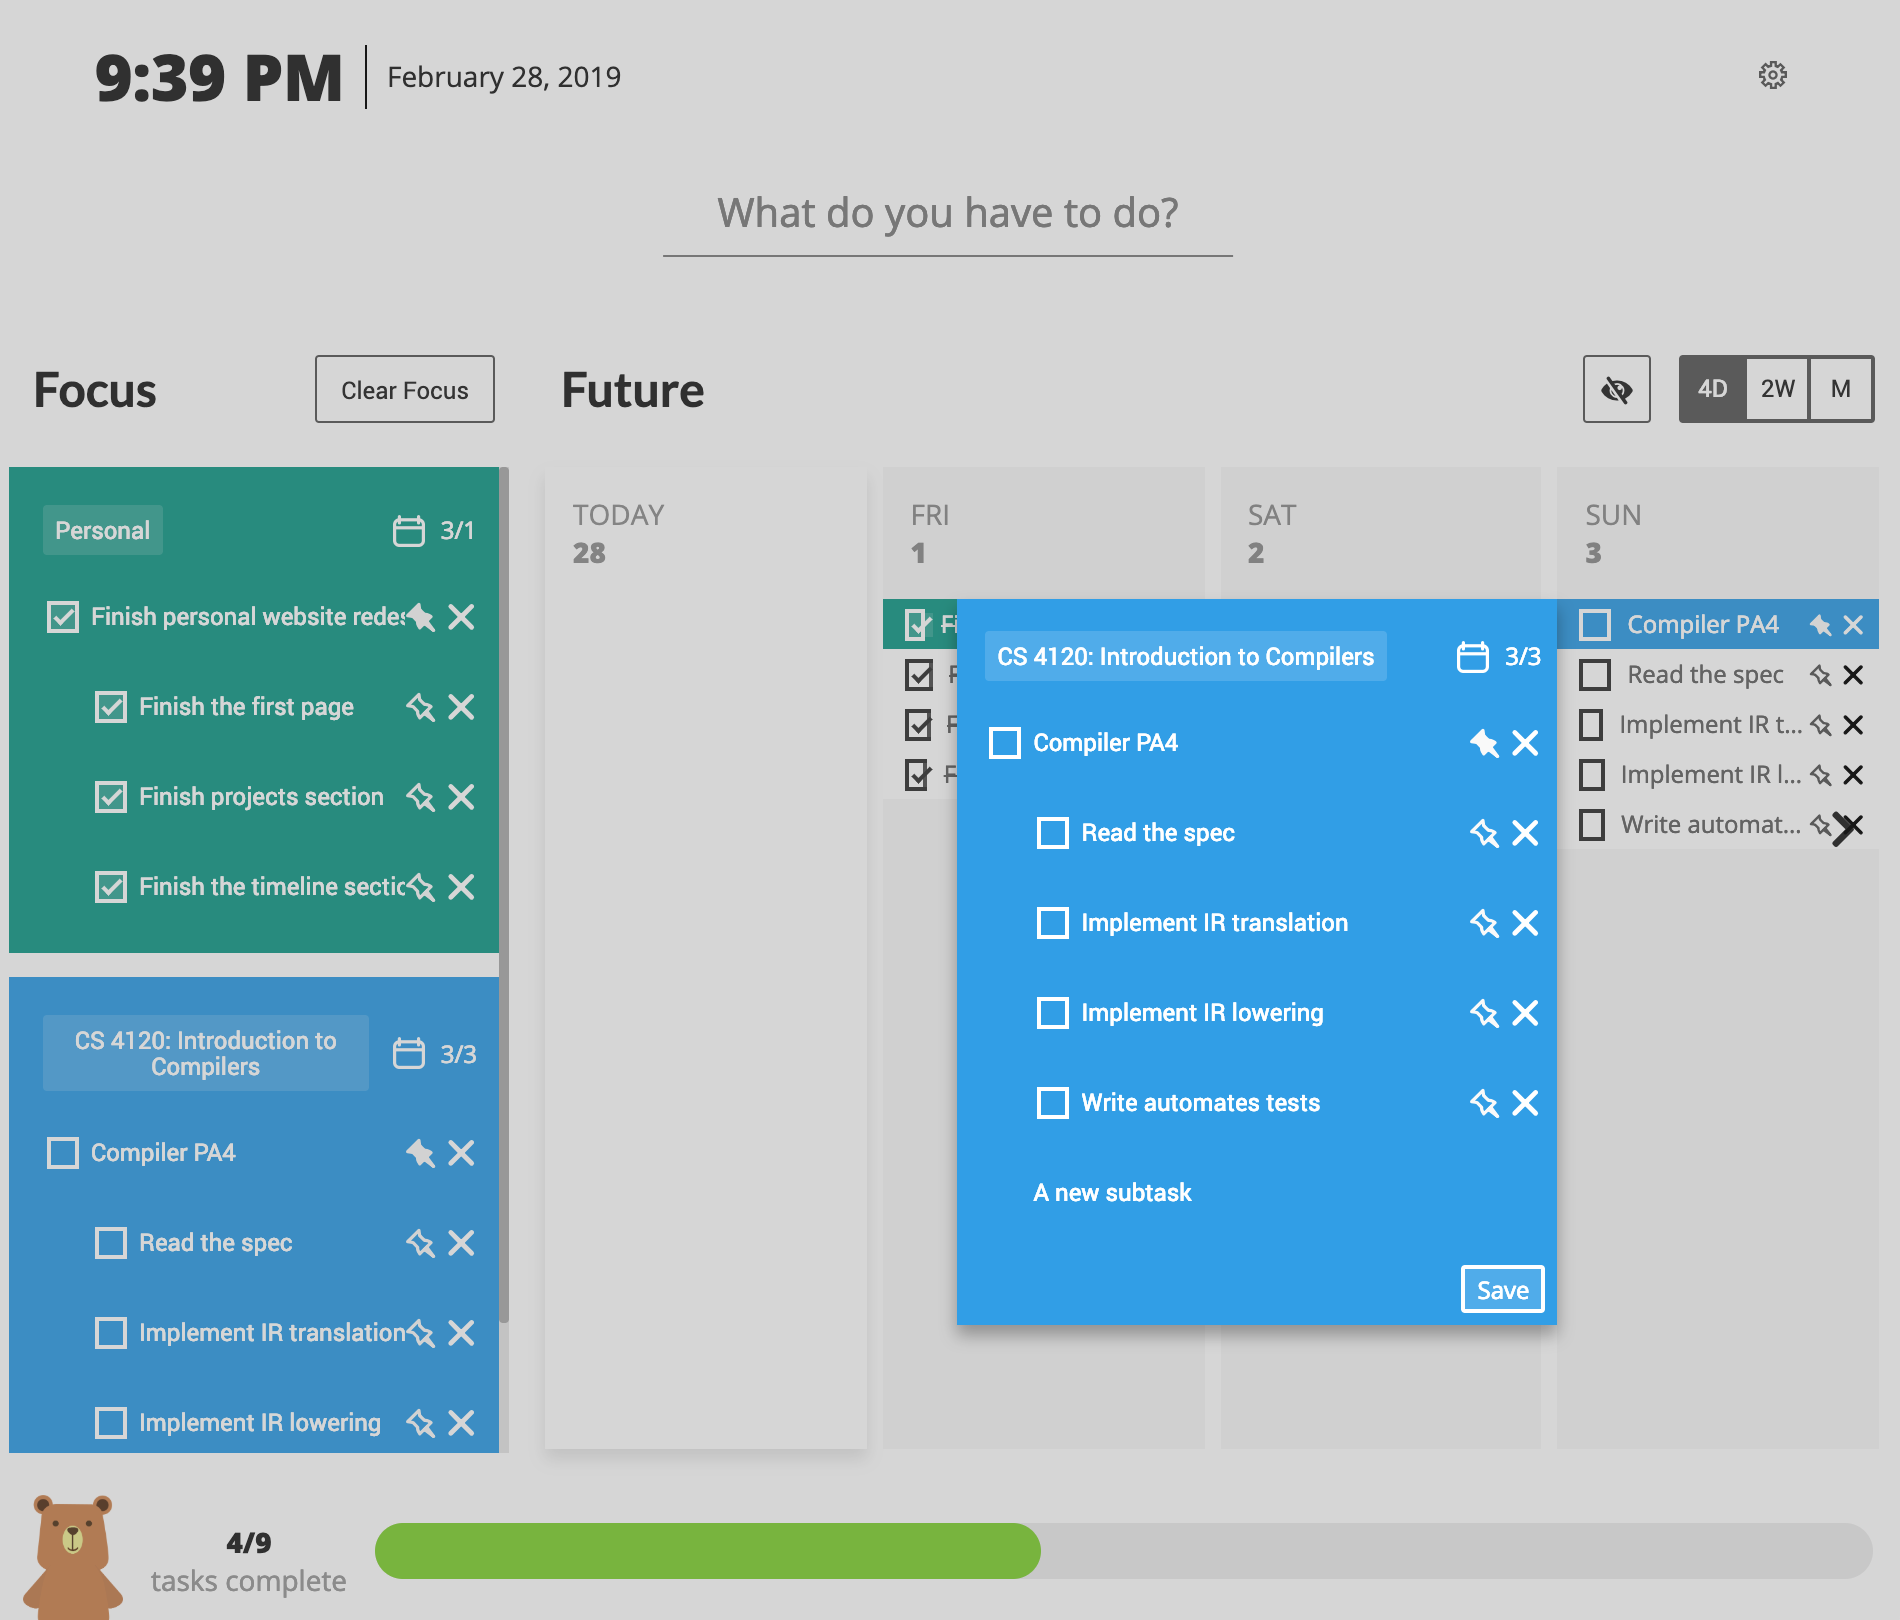 9:39 PM
February 28, 2019
What do you have to do?
Focus
Clear Focus
Future
4D
2W
M
Personal
3/1
Finish personal website redes
Finish the first page
Finish projects section
Finish the timeline sectio
CS 4120: Introduction to
Compilers
3/3
Compiler PA4
Read the spec
Implement IR translation
Implement IR lowering
TODAY
28
FRI
1
Fi
F
F
F
SAT
2
SUN
3
Compiler PA4
Read the spec
Implement IR t...
Implement IR l...
Write automat...
CS 4120: Introduction to Compilers
3/3
Compiler PA4
Read the spec
Implement IR translation
Implement IR lowering
Write automates tests
A new subtask
Save
4/9
tasks complete